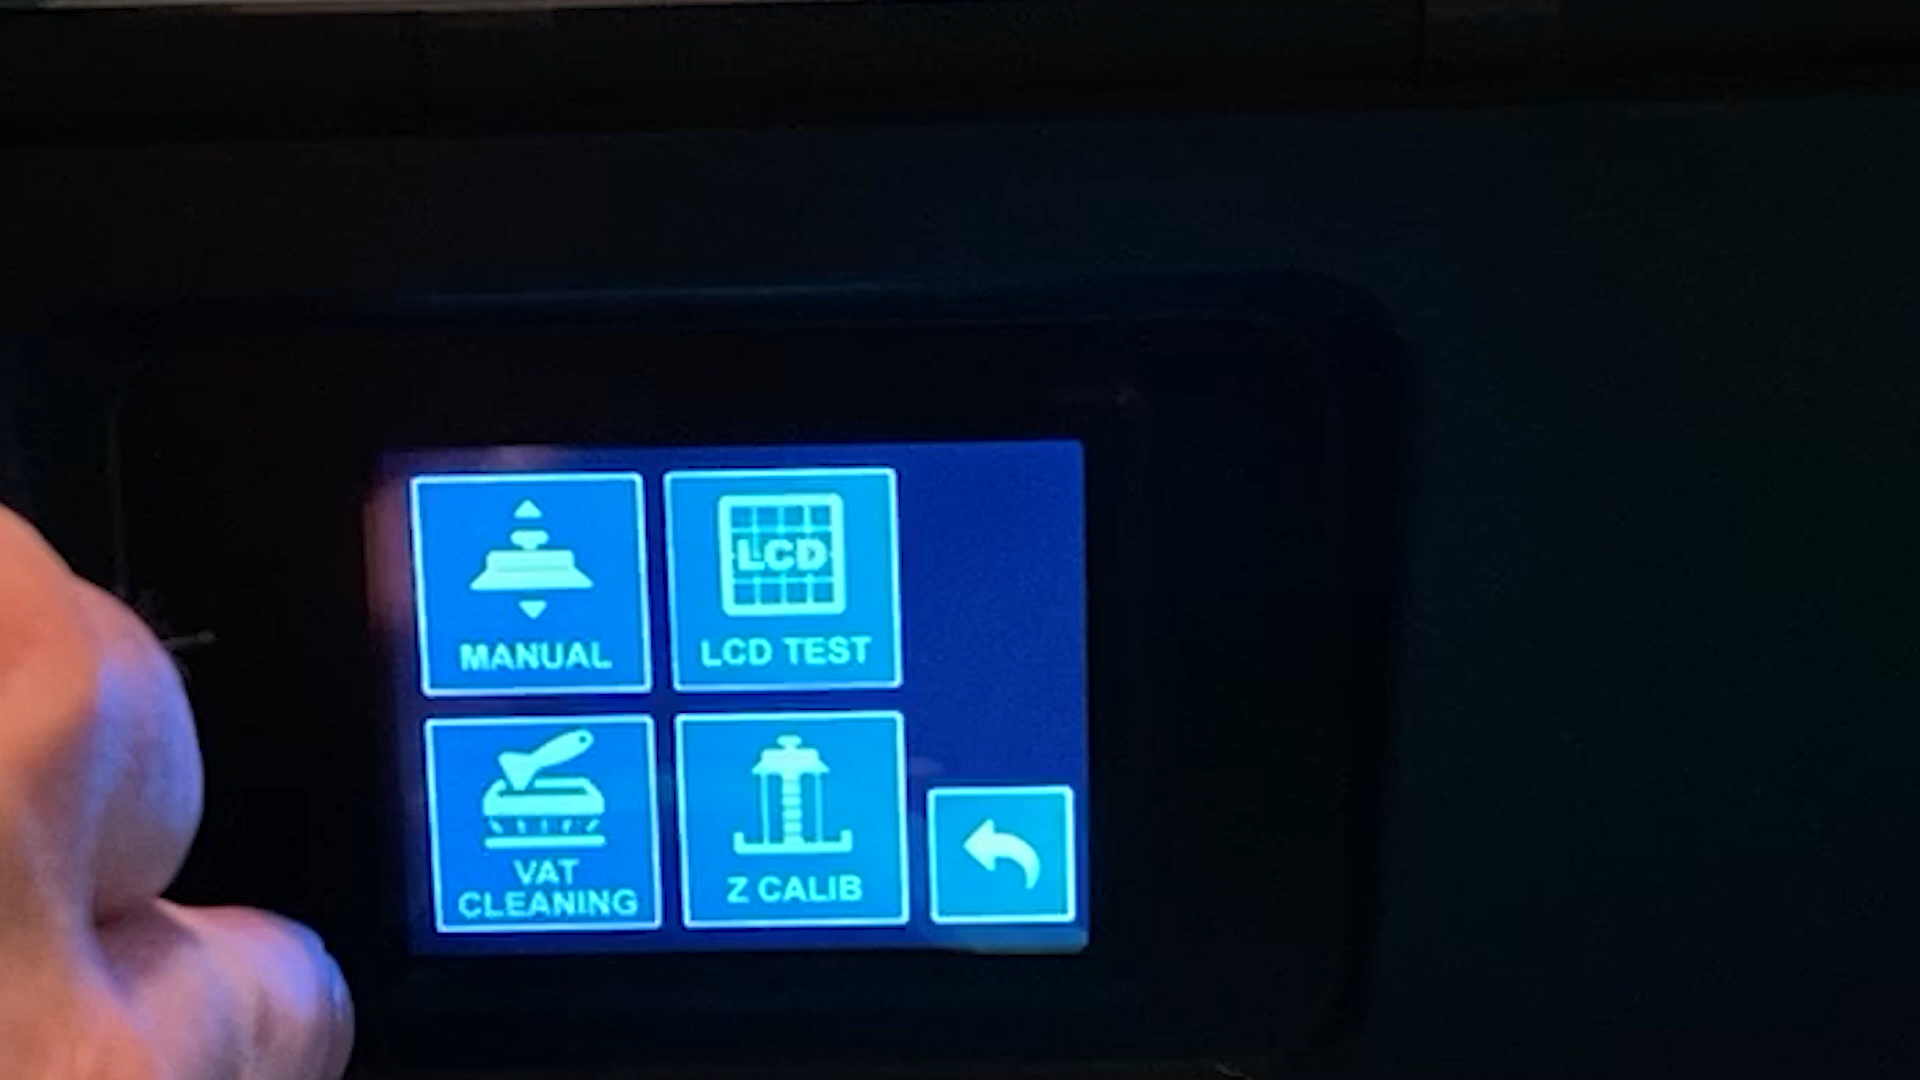 MANUAL
LCD
LCD TEST
VAT
CLEANING
Z CALIB